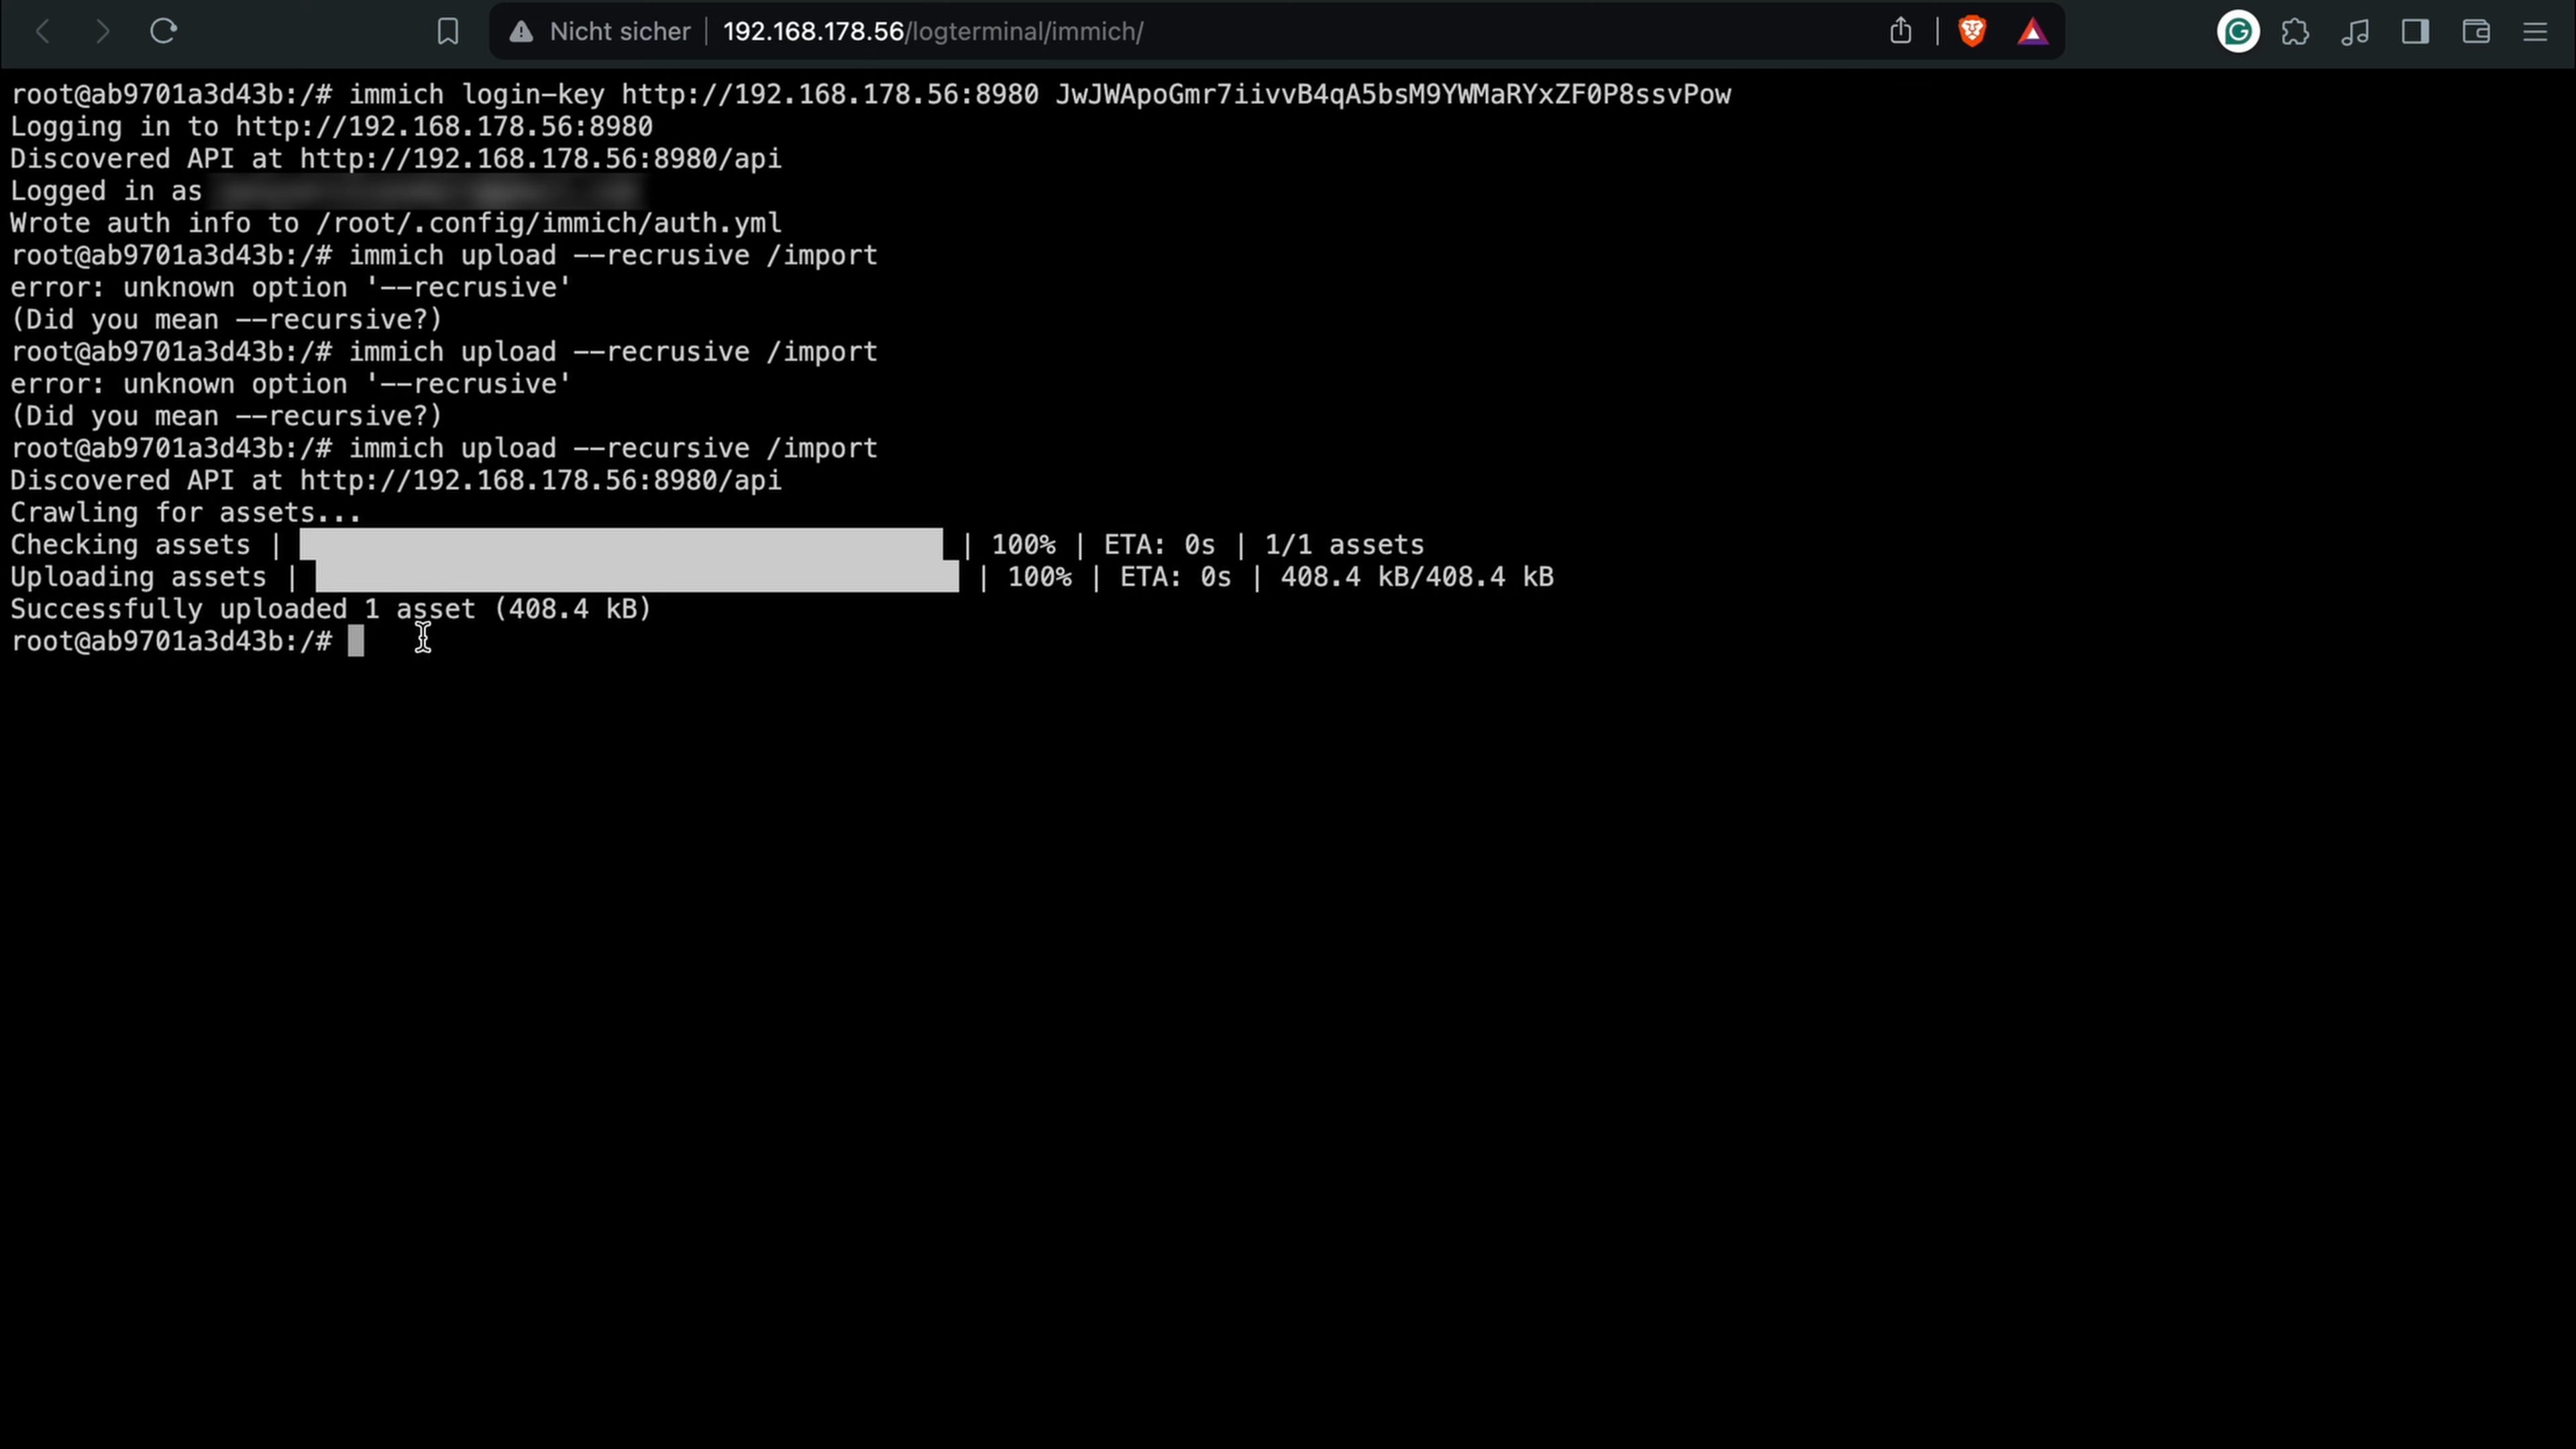 Nicht sicher | 192.168.178.56/logterminal/immich/
root@ab9701a3d43b:/# immich login-key http://192.168.178.56:8980 JwJWApoGmr7iivvB4qA5bsM9YWMaRYxZF0P8ssvPow
Logging in to http://192.168.178.56:8980
Discovered API at http://192.168.178.56:8980/api
Logged in as
Wrote auth info to /root/.config/immich/auth.yml
root@ab9701a3d43b:/# immich upload --recrusive /import
error: unknown option '--recrusive'
(Did you mean --recursive?)
root@ab9701a3d43b:/# immich upload --recrusive /import
error: unknown option '--recrusive'
(Did you mean --recursive?)
root@ab9701a3d43b:/# immich upload --recursive /import
Discovered API at http://192.168.178.56:8980/api
Crawling for assets...
Checking assets | | 100% | ETA: 0s | 1/1 assets
Uploading assets | | 100% | ETA: 0s | 408.4 kB/408.4 kB
Successfully uploaded 1 asset (408.4 kB)
root@ab9701a3d43b:/#